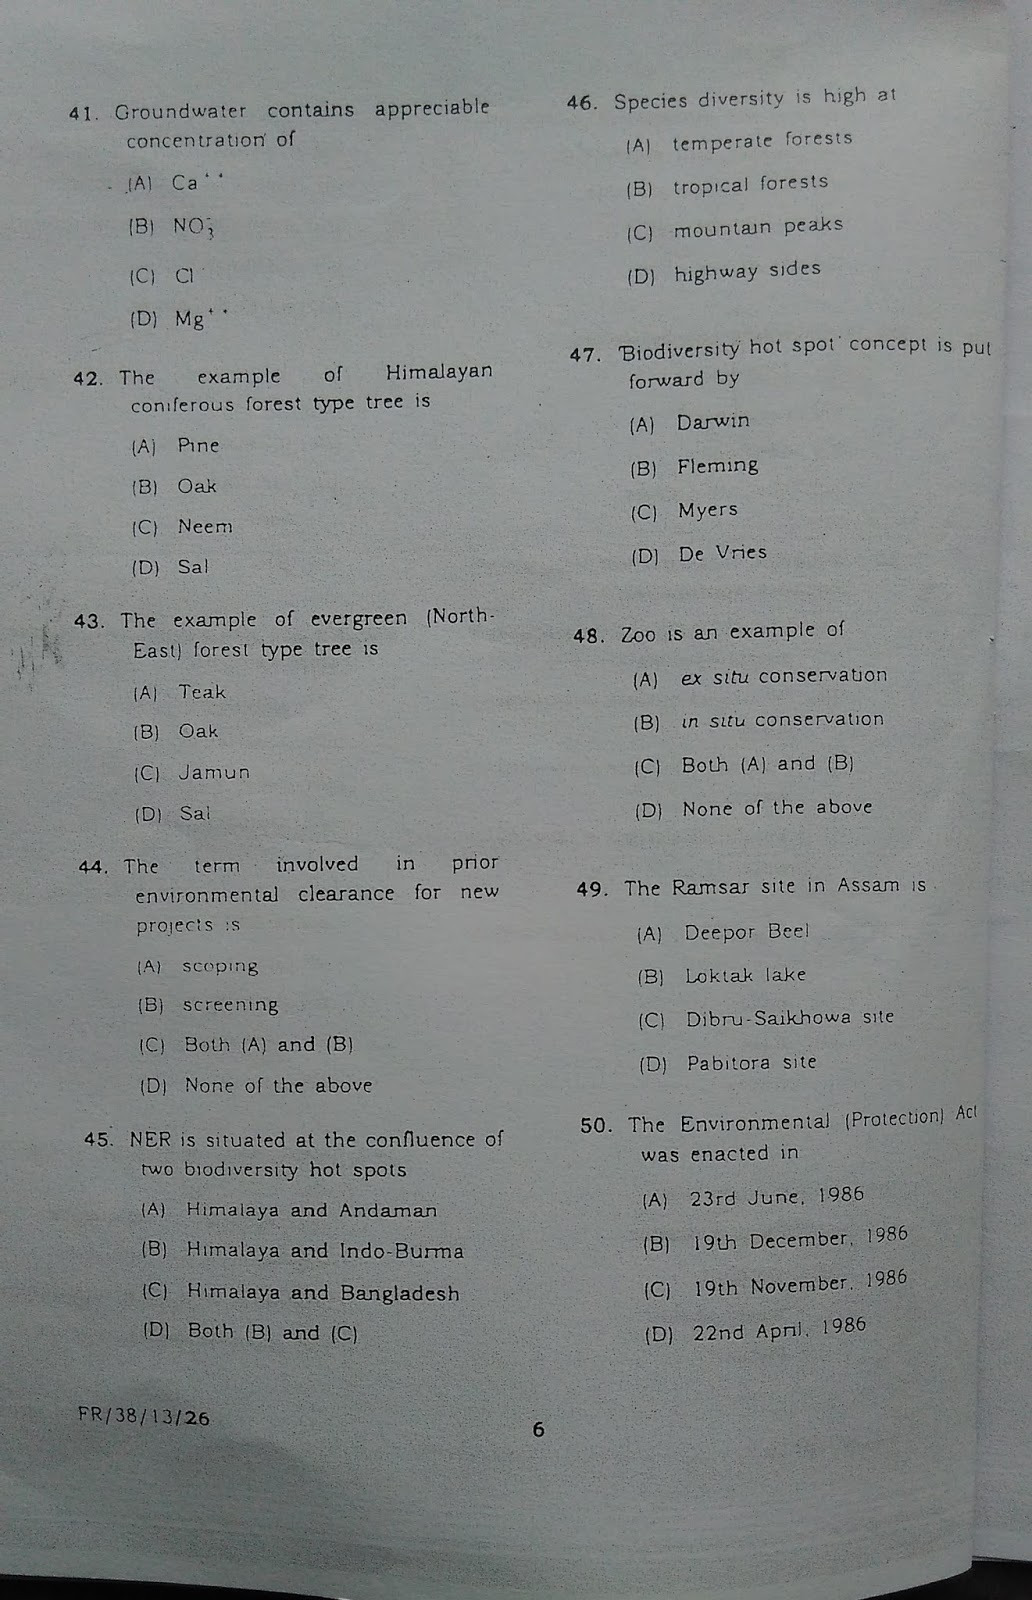 41. Groundwater contains appreciable
concentration of
(A) Ca++
(B) NO3-
(C) Cl-
(D) Mg++
42. The example of Himalayan
coniferous forest type tree is
(A) Pine
(B) Oak
(C) Neem
(D) Sal
43. The example of evergreen (North-
East) forest type tree is
(A) Teak
(B) Oak
(C) Jamun
(D) Sal
44. The term involved in prior
environmental clearance for new
projects is
(A) scoping
(B) screening
(C) Both (A) and (B)
(D) None of the above
45. NER is situated at the confluence of
two biodiversity hot spots
(A) Himalaya and Andaman
(B) Himalaya and Indo-Burma
(C) Himalaya and Bangladesh
(D) Both (B) and (C)
46. Species diversity is high at
(A) temperate forests
(B) tropical forests
(C) mountain peaks
(D) highway sides
47. 'Biodiversity hot spot' concept is put
forward by
(A) Darwin
(B) Fleming
(C) Myers
(D) De Vries
48. Zoo is an example of
(A) ex situ conservation
(B) in situ conservation
(C) Both (A) and (B)
(D) None of the above
49. The Ramsar site in Assam is
(A) Deepor Beel
(B) Loktak lake
(C) Dibru-Saikhowa site
(D) Pabitora site
50. The Environmental (Protection) Act
was enacted in
(A) 23rd June, 1986
(B) 19th December, 1986
(C) 19th November, 1986
(D) 22nd April, 1986
FR/38/13/26
6